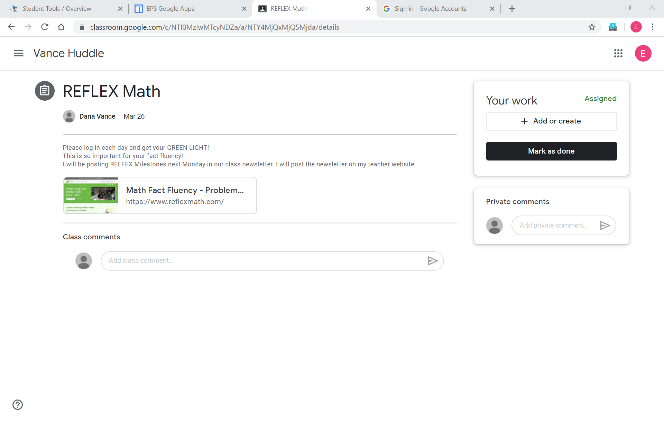 Student Tools / Overview
EPS Google Apps
REFLEX Math
Sign in - Google Accounts
classroom.google.com/c/NTI0MzIwMTcyNDZa/a/NTY4MjQxMjQ5Mjda/details
E
Vance Huddle
E
REFLEX Math
Dana Vance Mar 26
Please log in each day and get your GREEN LIGHT!
This is so important for your fact fluency!
I will be posting REFLEX Milestones next Monday in our class newsletter. I will post the newsletter on my teacher website.
Math Fact Fluency - Problem...
https://www.reflexmath.com/
Class comments
Add class comment...
Your work Assigned
+ Add or create
Mark as done
Private comments
Add private comment...